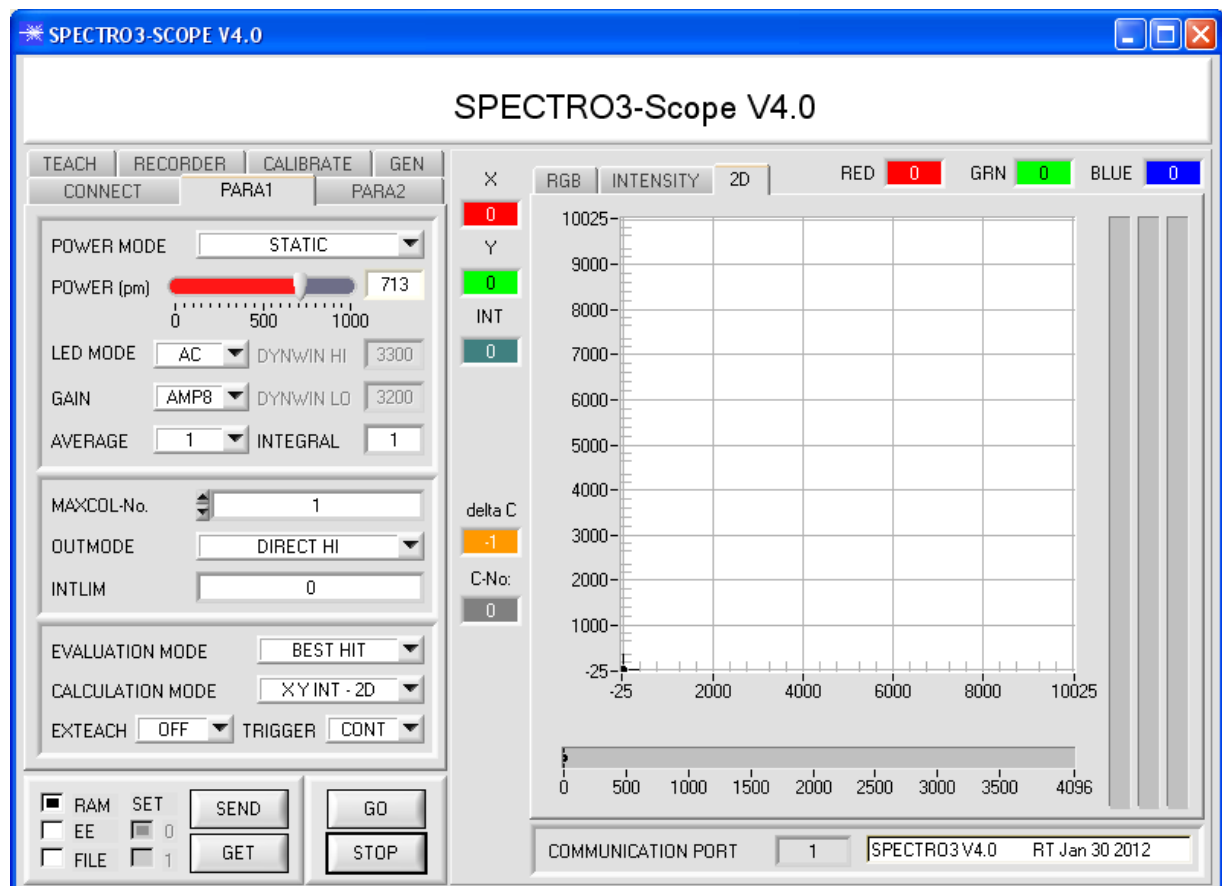 SPECTRO3-SCOPE V4.0
SPECTRO3-Scope V4.0
TEACH RECORDER CALIBRATE GEN
CONNECT PARA1 PARA2
POWER MODE STATIC
POWER (pm) 713
0 500 1000
LED MODE AC DYNWIN HI 3300
GAIN AMP8 DYNWIN LO 3200
AVERAGE 1 INTEGRAL 1
MAXCOL-No. 1
OUTMODE DIRECT HI
INTLIM 0
EVALUATION MODE BEST HIT
CALCULATION MODE X Y INT - 2D
EXTEACH OFF TRIGGER CONT
RAM SET SEND GO
EE 0
FILE 1 GET STOP
X
0
Y
0
INT
0
delta C
-1
C-No:
0
RGB INTENSITY 2D RED 0 GRN 0 BLUE 0
10025
9000
8000
7000
6000
5000
4000
3000
2000
1000
-25
-25 2000 4000 6000 8000 10025
0 500 1000 1500 2000 2500 3000 3500 4096
COMMUNICATION PORT 1 SPECTRO3 V4.0 RT Jan 30 2012